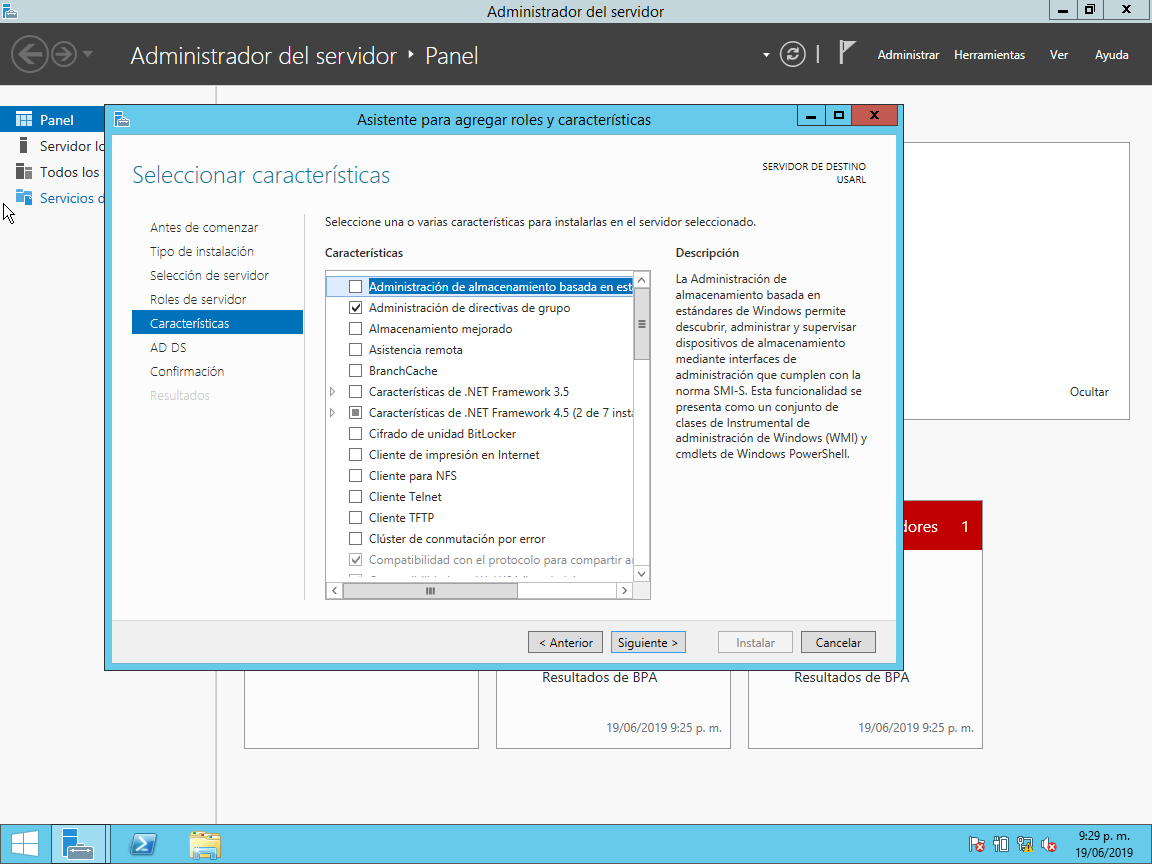 Administrador del servidor
Administrador del servidor Panel
Administrar Herramientas Ver Ayuda
Panel
Servidor lo
Todos los
Servicios d
Asistente para agregar roles y características
Seleccionar características
SERVIDOR DE DESTINO
USARL
Antes de comenzar
Tipo de instalación
Selección de servidor
Roles de servidor
Características
AD DS
Confirmación
Resultados
Seleccione una o varias características para instalarlas en el servidor seleccionado.
Características
Administración de almacenamiento basada en est
Administración de directivas de grupo
Almacenamiento mejorado
Asistencia remota
BranchCache
Características de .NET Framework 3.5
Características de .NET Framework 4.5 (2 de 7 insta
Cifrado de unidad BitLocker
Cliente de impresión en Internet
Cliente para NFS
Cliente Telnet
Cliente TFTP
Clúster de conmutación por error
Compatibilidad con el protocolo para compartir a
Descripción
La Administración de
almacenamiento basada en
estándares de Windows permite
descubrir, administrar y supervisar
dispositivos de almacenamiento
mediante interfaces de
administración que cumplen con la
norma SMI-S. Esta funcionalidad se
presenta como un conjunto de
clases de Instrumental de
administración de Windows (WMI) y
cmdlets de Windows PowerShell.
< Anterior Siguiente > Instalar Cancelar
Ocultar
dores 1
Resultados de BPA
19/06/2019 9:25 p. m.
Resultados de BPA
19/06/2019 9:25 p. m.
9:29 p. m.
19/06/2019